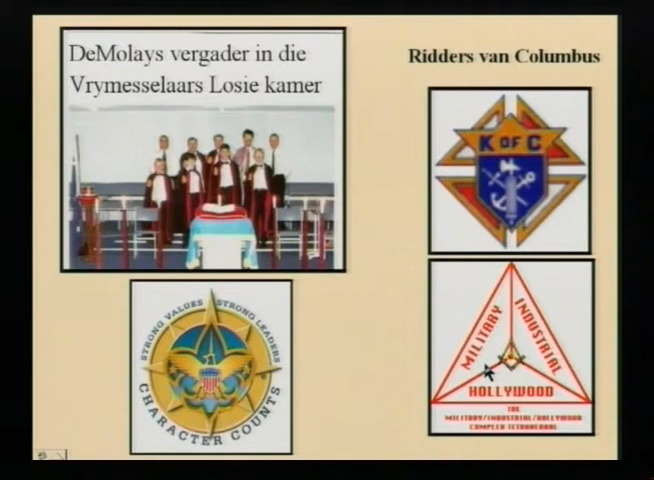 DeMolays vergader in die
Vrymesselaars Losie kamer
Ridders van Columbus
K OF C
STRONG VALUES STRONG LEADERS
CHARACTER COUNTS
MILITARY
INDUSTRIAL
HOLLYWOOD
THE
MILITARY/INDUSTRIAL/HOLLYWOOD
COMPLEX TETRAHEDRAL